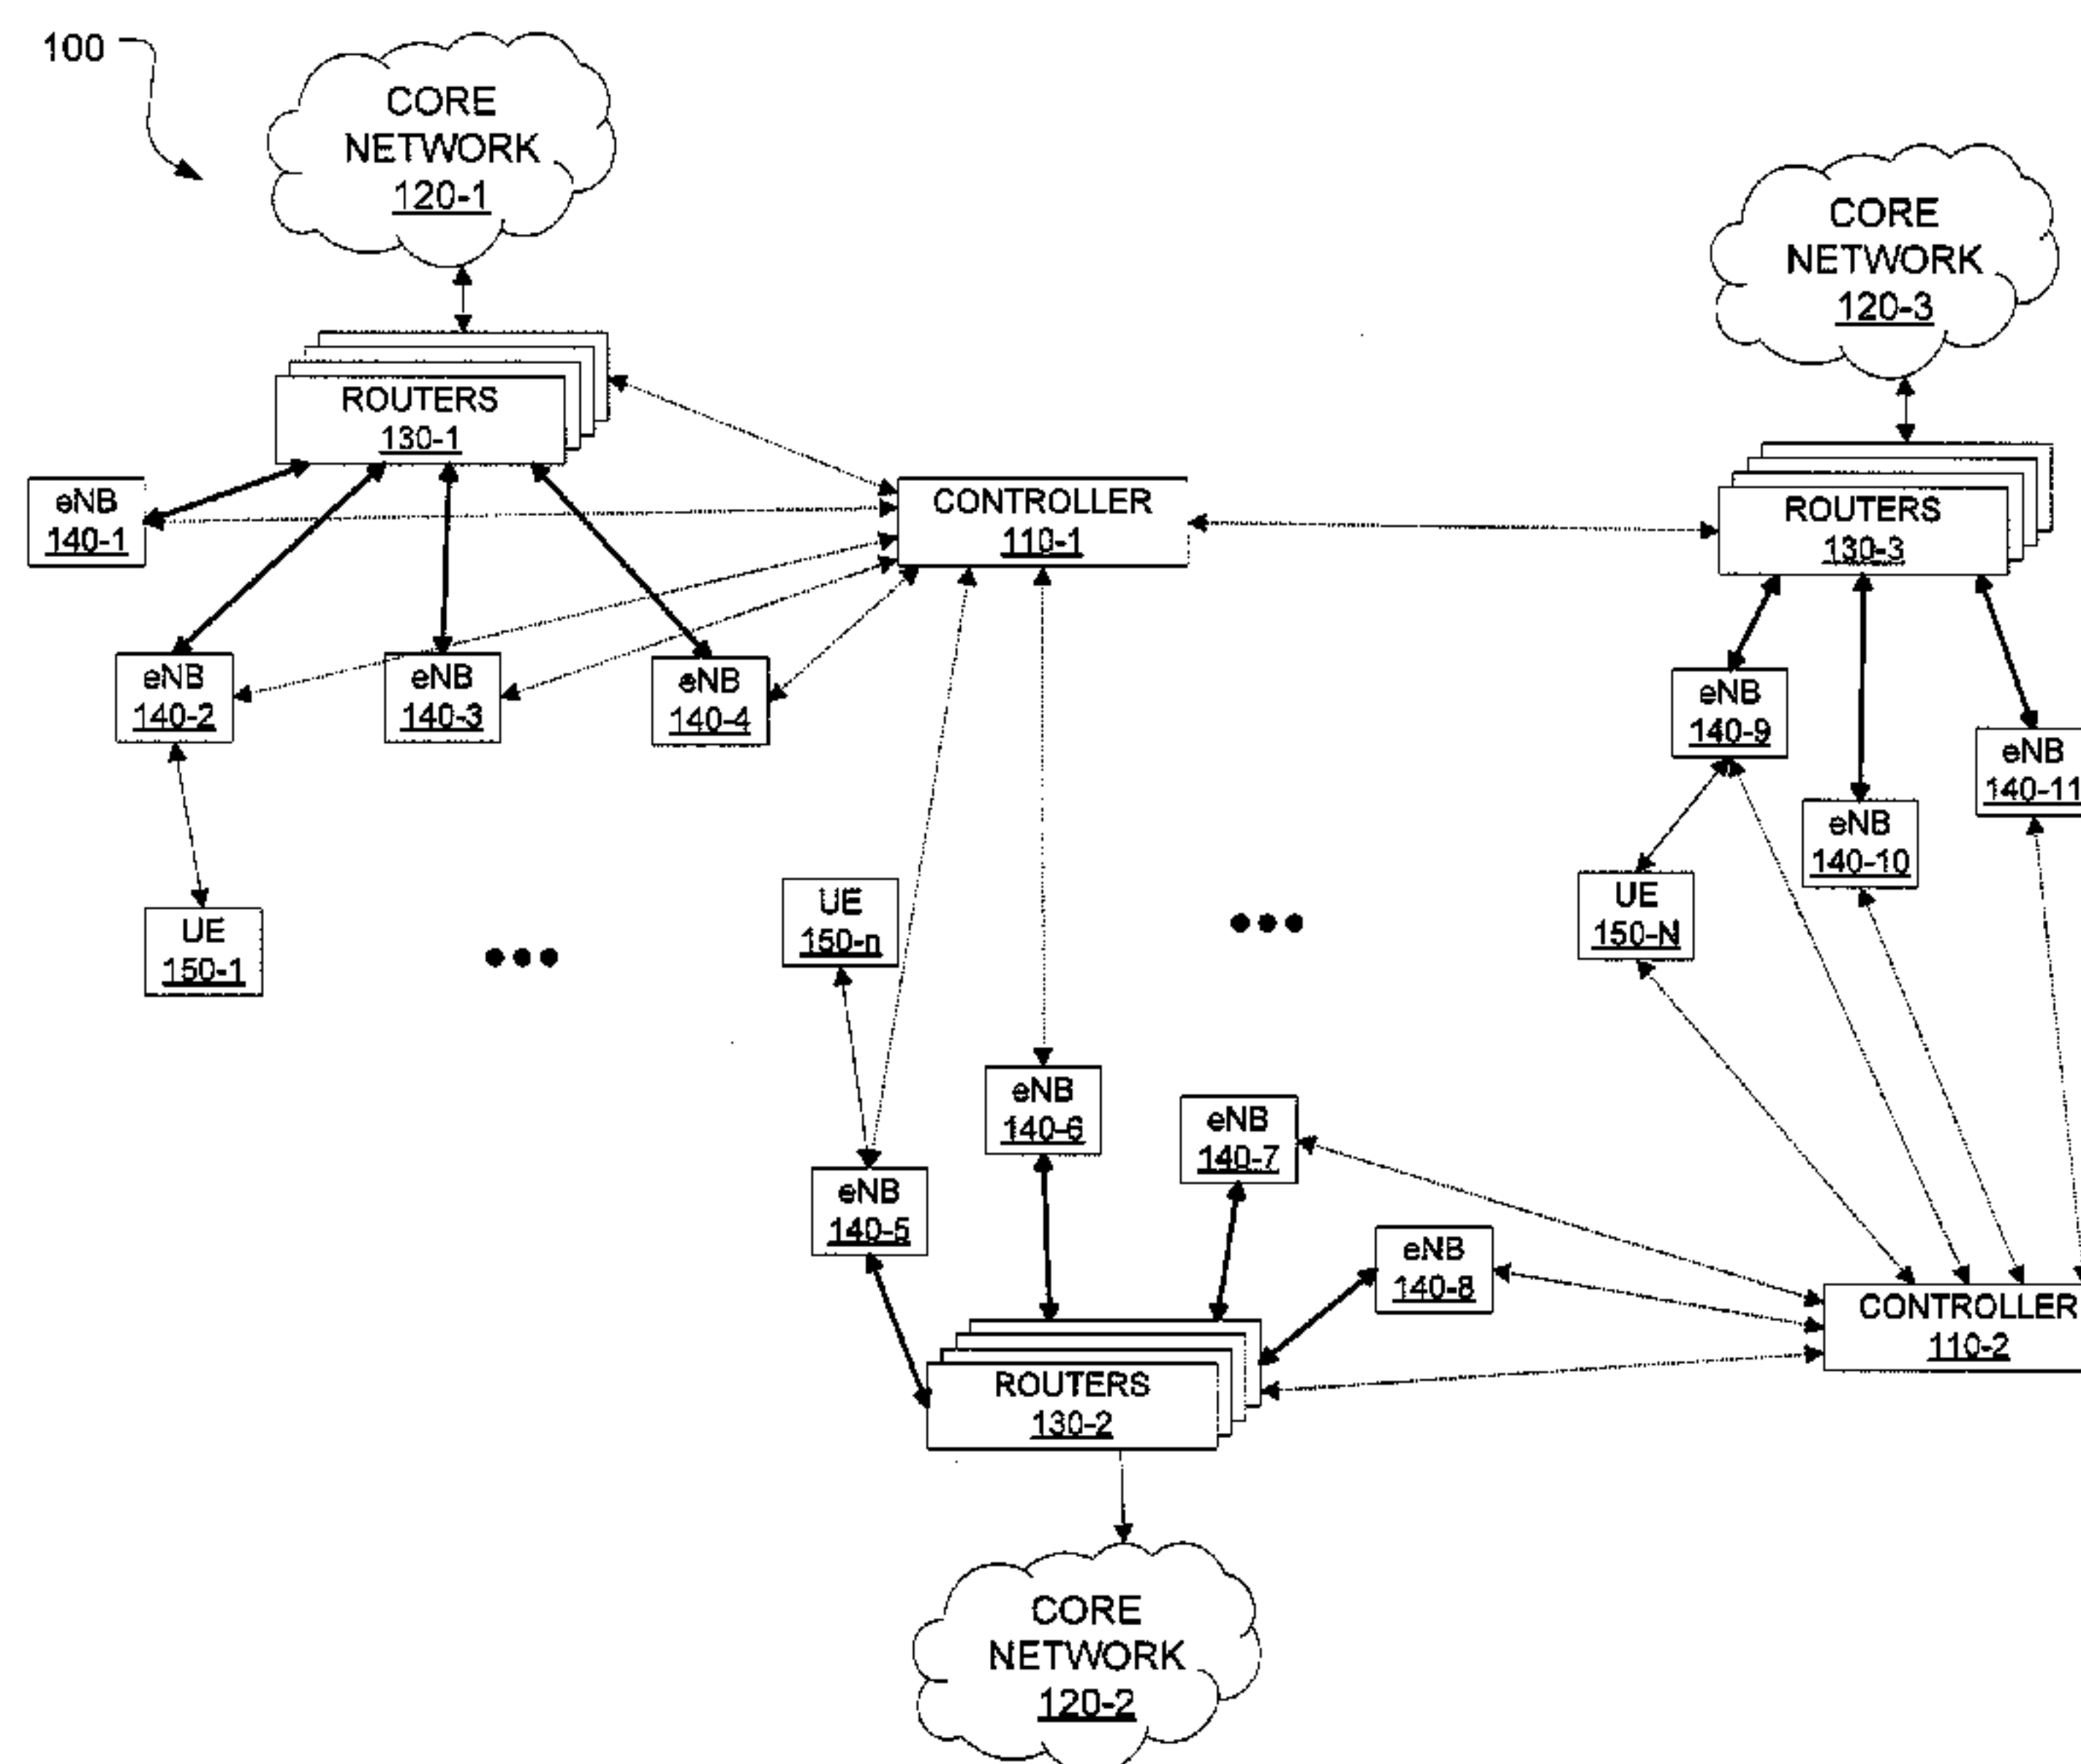 100
CORE
NETWORK
120-1
CORE
NETWORK
120-3
ROUTERS
130-1
eNB
140-1
CONTROLLER
110-1
ROUTERS
130-3
eNB
140-2
eNB
140-3
eNB
140-4
eNB
140-9
eNB
140-11
eNB
140-10
UE
150-1
UE
150-n
UE
150-N
eNB
140-6
eNB
140-7
eNB
140-5
eNB
140-8
CONTROLLER
110-2
ROUTERS
130-2
CORE
NETWORK
120-2